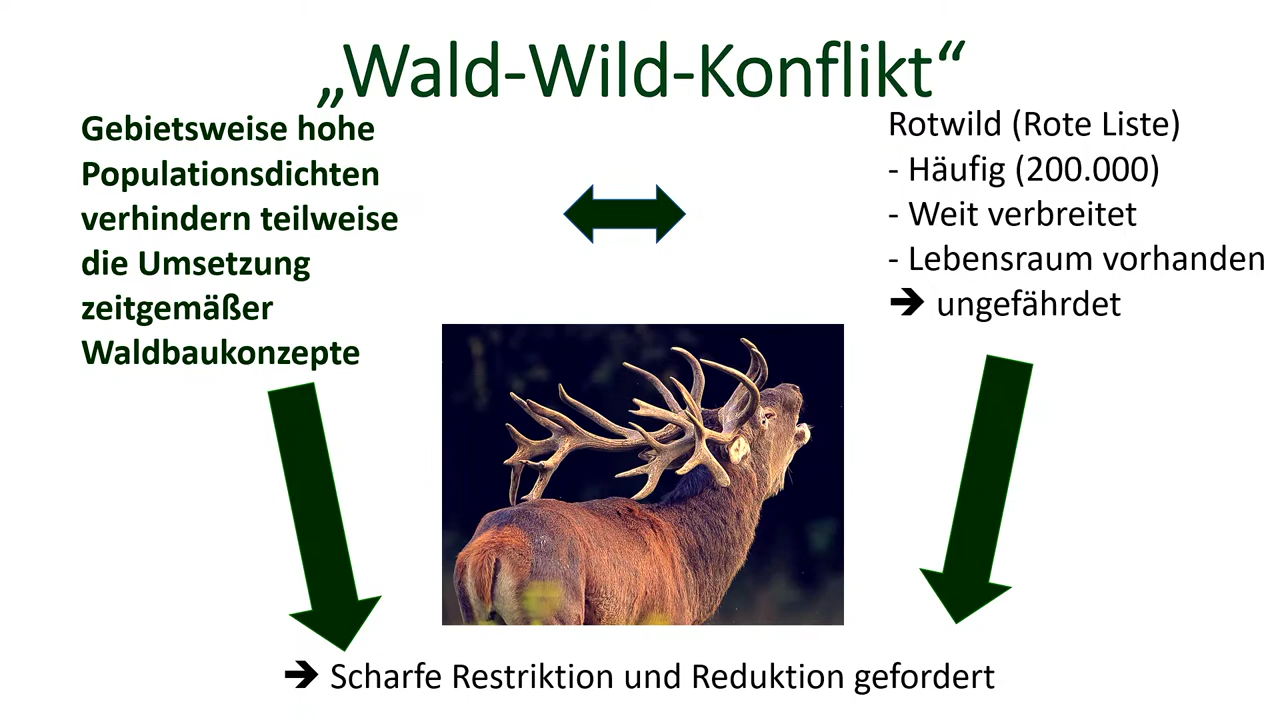 „Wald-Wild-Konflikt“
Gebietsweise hohe
Populationsdichten
verhindern teilweise
die Umsetzung
zeitgemäßer
Waldbaukonzepte
Rotwild (Rote Liste)
- Häufig (200.000)
- Weit verbreitet
- Lebensraum vorhanden
➔ ungefährdet
➔ Scharfe Restriktion und Reduktion gefordert